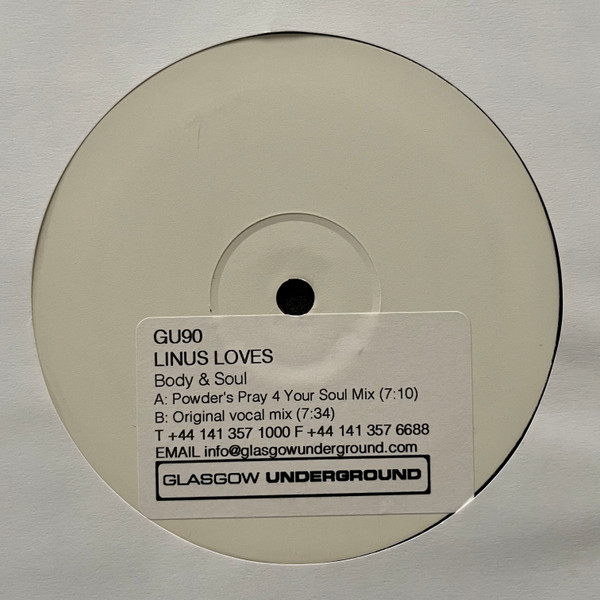 GU90
LINUS LOVES
Body & Soul
A: Powder's Pray 4 Your Soul Mix (7:10)
B: Original vocal mix (7:34)
T +44 141 357 1000 F +44 141 357 6688
EMAIL info@glasgowunderground.com
GLASGOW UNDERGROUND